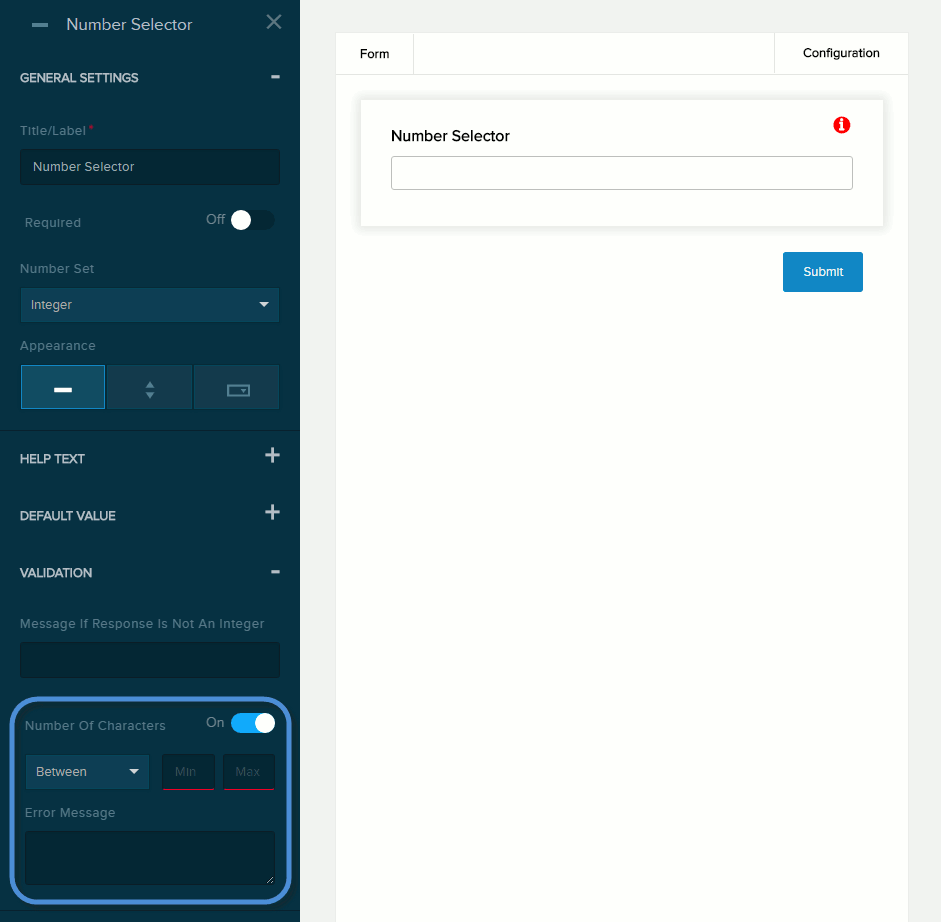 Number Selector
GENERAL SETTINGS
Title/Label*
Number Selector
Required
Off
Number Set
Integer
Appearance
HELP TEXT
DEFAULT VALUE
VALIDATION
Message If Response Is Not An Integer
Number Of Characters
On
Between
Min
Max
Error Message
Form
Configuration
Number Selector
Submit